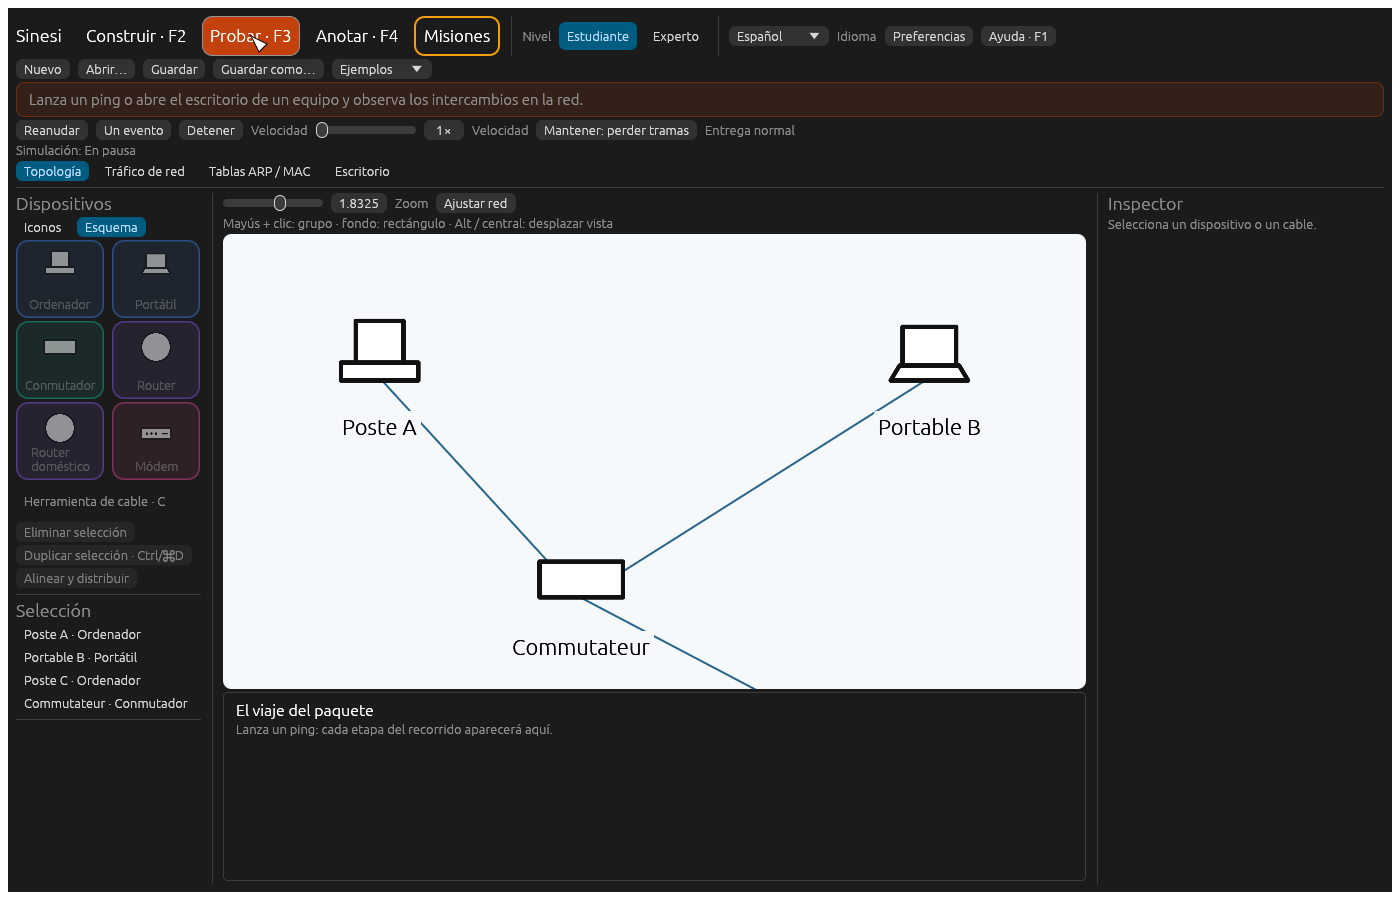 Sinesi Construir · F2 Probar · F3 Anotar · F4 Misiones Nivel Estudiante Experto Español Idioma Preferencias Ayuda · F1
Nuevo Abrir... Guardar Guardar como... Ejemplos
Lanza un ping o abre el escritorio de un equipo y observa los intercambios en la red.
Reanudar Un evento Detener Velocidad 1× Velocidad Mantener: perder tramas Entrega normal
Simulación: En pausa
Topología Tráfico de red Tablas ARP / MAC Escritorio
Dispositivos
Iconos Esquema
Ordenador Portátil
Conmutador Router
Router
doméstico Módem
Herramienta de cable · C
Eliminar selección
Duplicar selección · Ctrl/⌘D
Alinear y distribuir
Selección
Poste A · Ordenador
Portable B · Portátil
Poste C · Ordenador
Commutateur · Conmutador
1.8325 Zoom Ajustar red
Mayús + clic: grupo · fondo: rectángulo · Alt / central: desplazar vista
Poste A
Portable B
Commutateur
El viaje del paquete
Lanza un ping: cada etapa del recorrido aparecerá aquí.
Inspector
Selecciona un dispositivo o un cable.